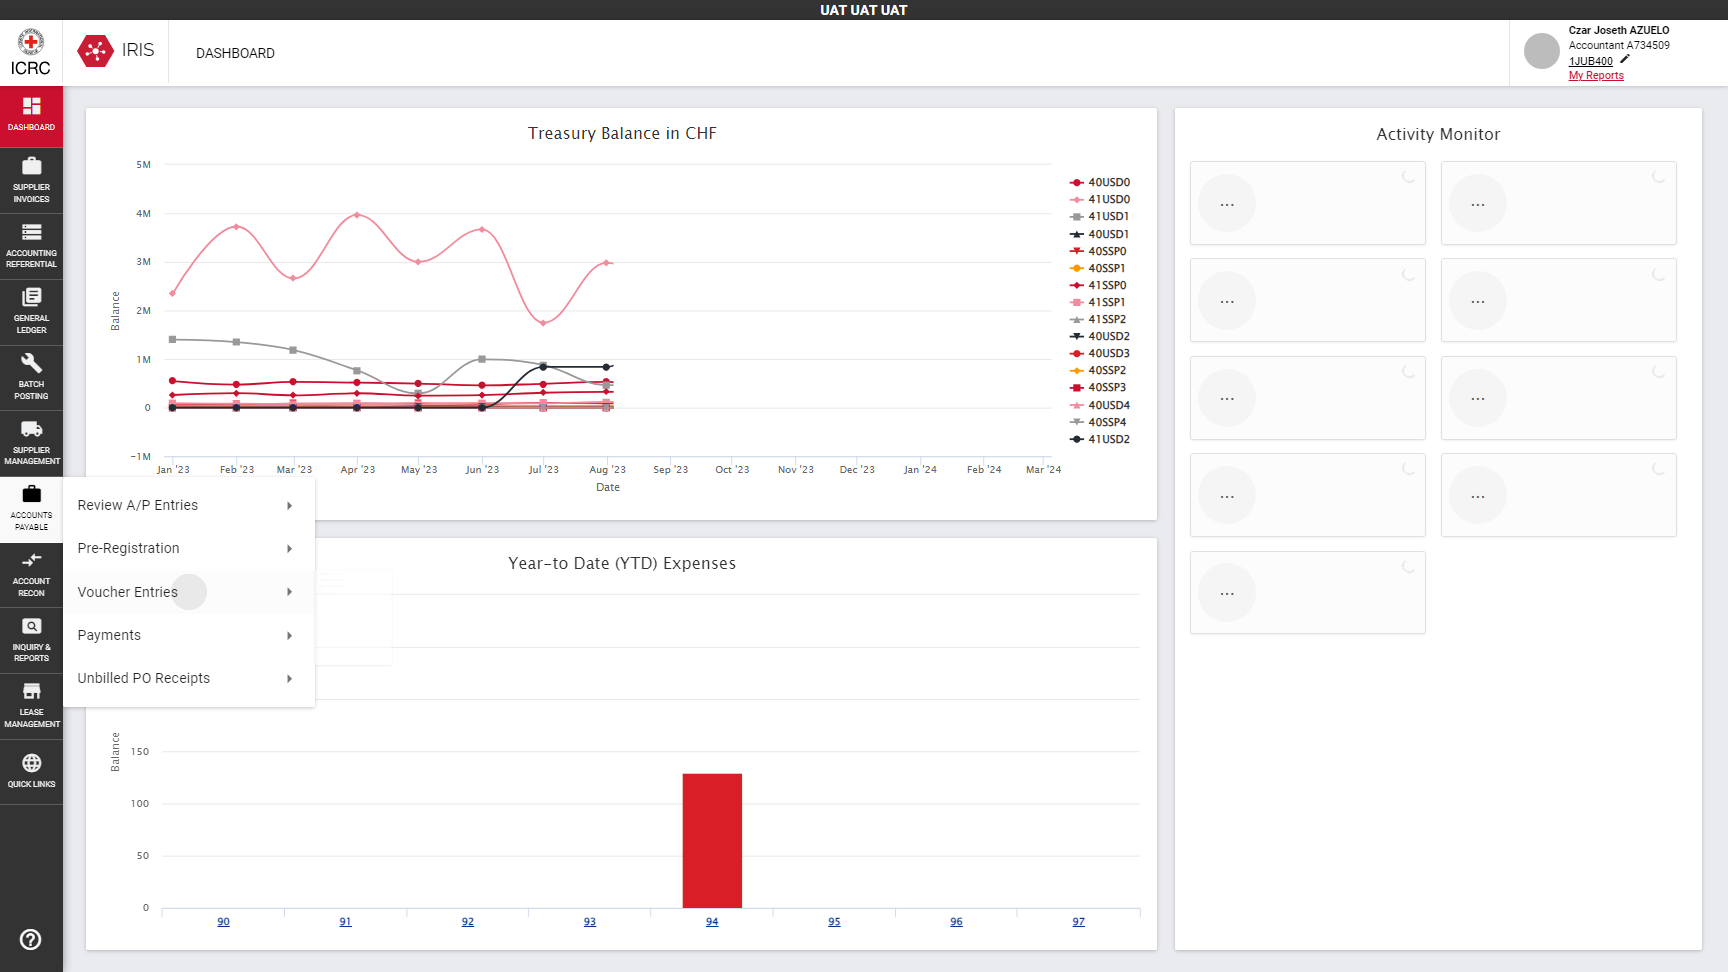 UAT UAT UAT
ICRC
IRIS
DASHBOARD
Czar Joseth AZUELO
Accountant A734509
1JUB400
My Reports
DASHBOARD
SUPPLIER
INVOICES
ACCOUNTING
REFERENTIAL
GENERAL
LEDGER
BATCH
POSTING
SUPPLIER
MANAGEMENT
ACCOUNTS
PAYABLE
ACCOUNT
RECON
INQUIRY &
REPORTS
LEASE
MANAGEMENT
QUICK LINKS
Review A/P Entries
Pre-Registration
Voucher Entries
Payments
Unbilled PO Receipts
Treasury Balance in CHF
Balance
5M
4M
3M
2M
1M
0
−1M
Jan '23
Feb '23
Mar '23
Apr '23
May '23
Jun '23
Jul '23
Aug '23
Sep '23
Oct '23
Nov '23
Dec '23
Jan '24
Feb '24
Mar '24
Date
40USD0
41USD0
41USD1
40USD1
40SSP0
40SSP1
41SSP0
41SSP1
41SSP2
40USD2
40USD3
40SSP2
40SSP3
40USD4
40SSP4
41USD2
Year-to Date (YTD) Expenses
Balance
150
100
50
0
90
91
92
93
94
95
96
97
Activity Monitor
...
...
...
...
...
...
...
...
...